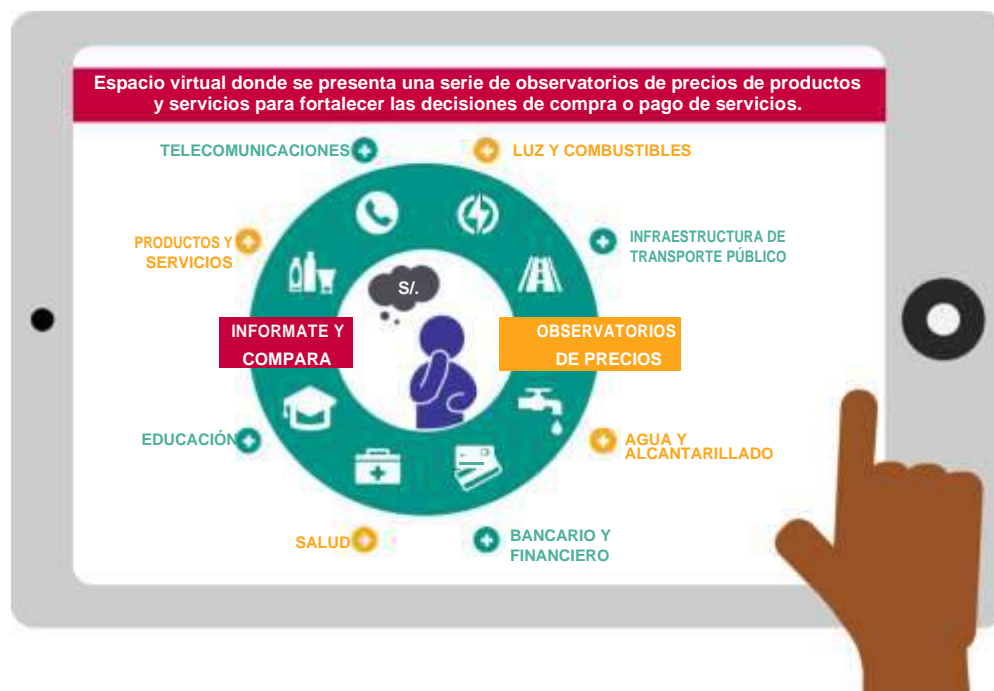 Espacio virtual donde se presenta una serie de observatorios de precios de productos
y servicios para fortalecer las decisiones de compra o pago de servicios.
TELECOMUNICACIONES
LUZ Y COMBUSTIBLES
PRODUCTOS Y
SERVICIOS
INFRAESTRUCTURA DE
TRANSPORTE PÚBLICO
S/.
INFORMATE Y
COMPARA
OBSERVATORIOS
DE PRECIOS
EDUCACIÓN
AGUA Y
ALCANTARILLADO
SALUD
BANCARIO Y
FINANCIERO